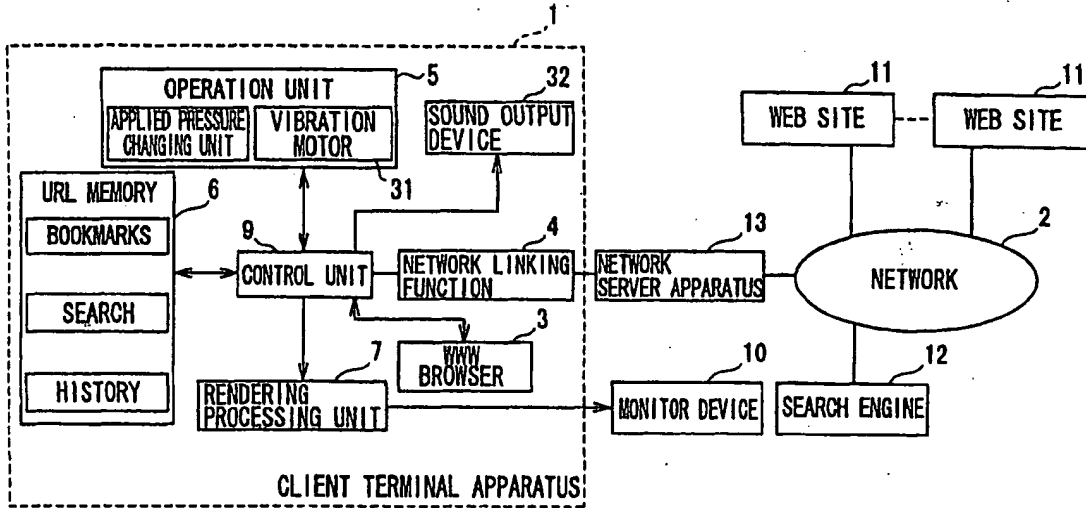 1
OPERATION UNIT
5
APPLIED PRESSURE
CHANGING UNIT
VIBRATION
MOTOR
31
32
SOUND OUTPUT
DEVICE
11
WEB SITE
11
WEB SITE
URL MEMORY
6
BOOKMARKS
SEARCH
HISTORY
9
CONTROL UNIT
4
NETWORK LINKING
FUNCTION
13
NETWORK
SERVER APPARATUS
2
NETWORK
3
WWW
BROWSER
7
RENDERING
PROCESSING UNIT
10
MONITOR DEVICE
12
SEARCH ENGINE
CLIENT TERMINAL APPARATUS